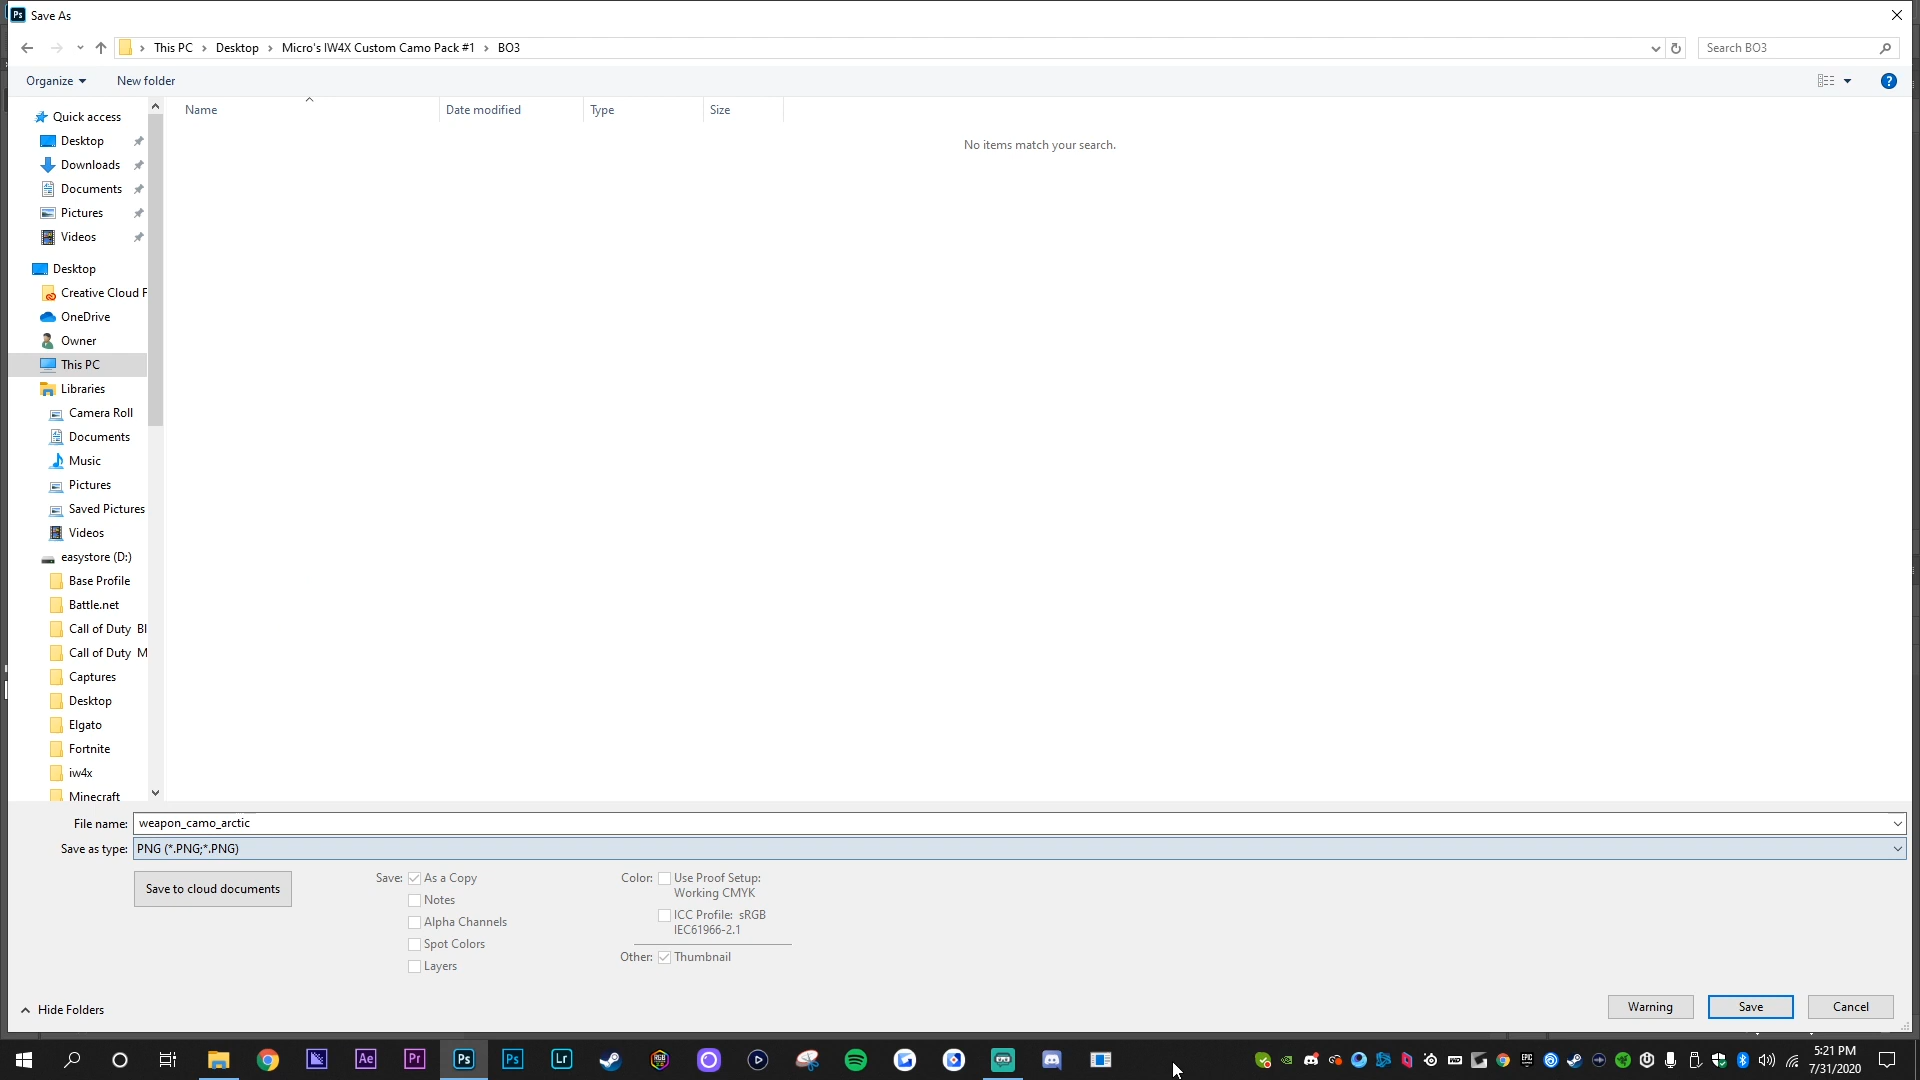 Ps Save As
This PC > Desktop > Micro's IW4X Custom Camo Pack #1 > BO3
Search BO3
Organize
New folder
Name
Date modified
Type
Size
No items match your search.
Quick access
Desktop
Downloads
Documents
Pictures
Videos
Desktop
Creative Cloud F
OneDrive
Owner
This PC
Libraries
Camera Roll
Documents
Music
Pictures
Saved Pictures
Videos
easystore (D:)
Base Profile
Battle.net
Call of Duty Bl
Call of Duty M
Captures
Desktop
Elgato
Fortnite
iw4x
Minecraft
File name: weapon_camo_arctic
Save as type: PNG (*.PNG;*.PNG)
Save to cloud documents
Save: As a Copy
Notes
Alpha Channels
Spot Colors
Layers
Color: Use Proof Setup:
Working CMYK
ICC Profile: sRGB
IEC61966-2.1
Other: Thumbnail
Hide Folders
Warning
Save
Cancel
Ae
Pr
Ps
Ps
Lr
5:21 PM
7/31/2020